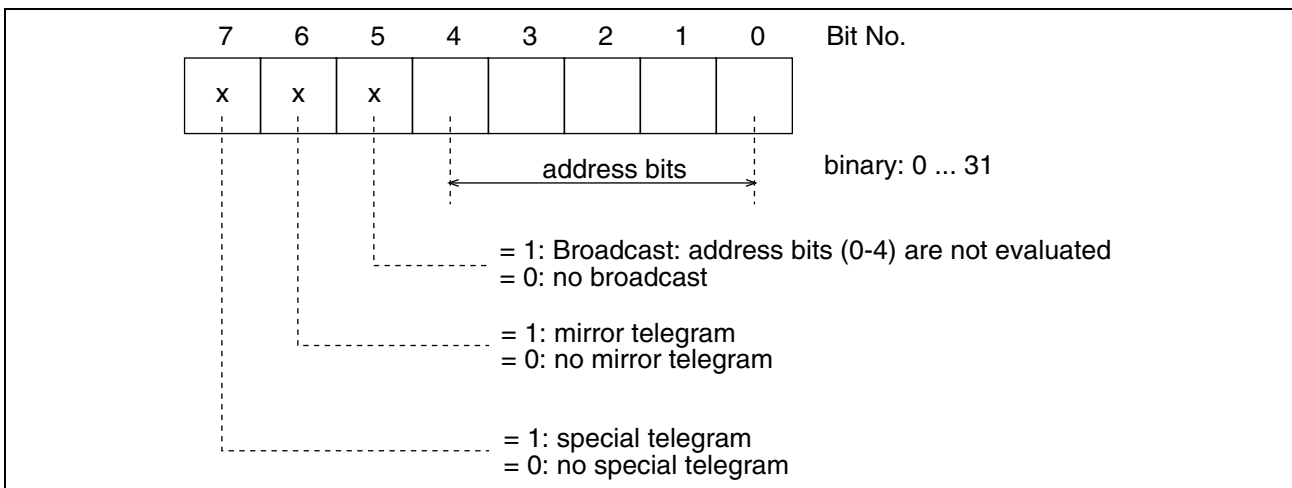 7 6 5 4 3 2 1 0 Bit No.
x x x
address bits binary: 0 ... 31
= 1: Broadcast: address bits (0-4) are not evaluated
= 0: no broadcast
= 1: mirror telegram
= 0: no mirror telegram
= 1: special telegram
= 0: no special telegram